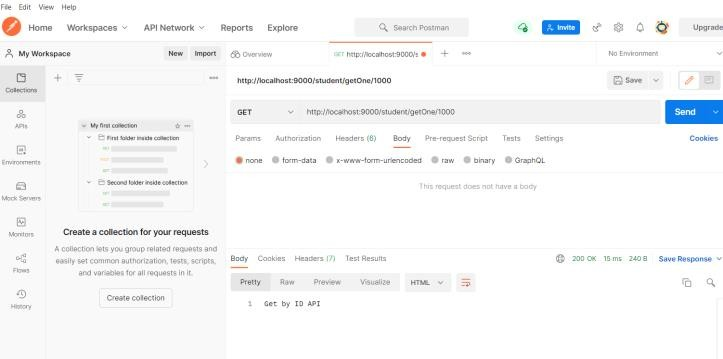 File Edit View Help
Home Workspaces API Network Reports Explore Search Postman Invite Upgrade
My Workspace New Import Overview GET http://localhost:9000/s No Environment
Collections
APIs
Environments
Mock Servers
Monitors
Flows
History
My first collection
First folder inside collection
Second folder inside collection
Create a collection for your requests
A collection lets you group related requests and
easily set common authorization, tests, scripts,
and variables for all requests in it.
Create collection
http://localhost:9000/student/getOne/1000 Save
GET http://localhost:9000/student/getOne/1000 Send
Params Authorization Headers (6) Body Pre-request Script Tests Settings Cookies
none form-data x-www-form-urlencoded raw binary GraphQL
This request does not have a body
Body Cookies Headers (7) Test Results 200 OK 15 ms 240 B Save Response
Pretty Raw Preview Visualize HTML
1 Get by ID API